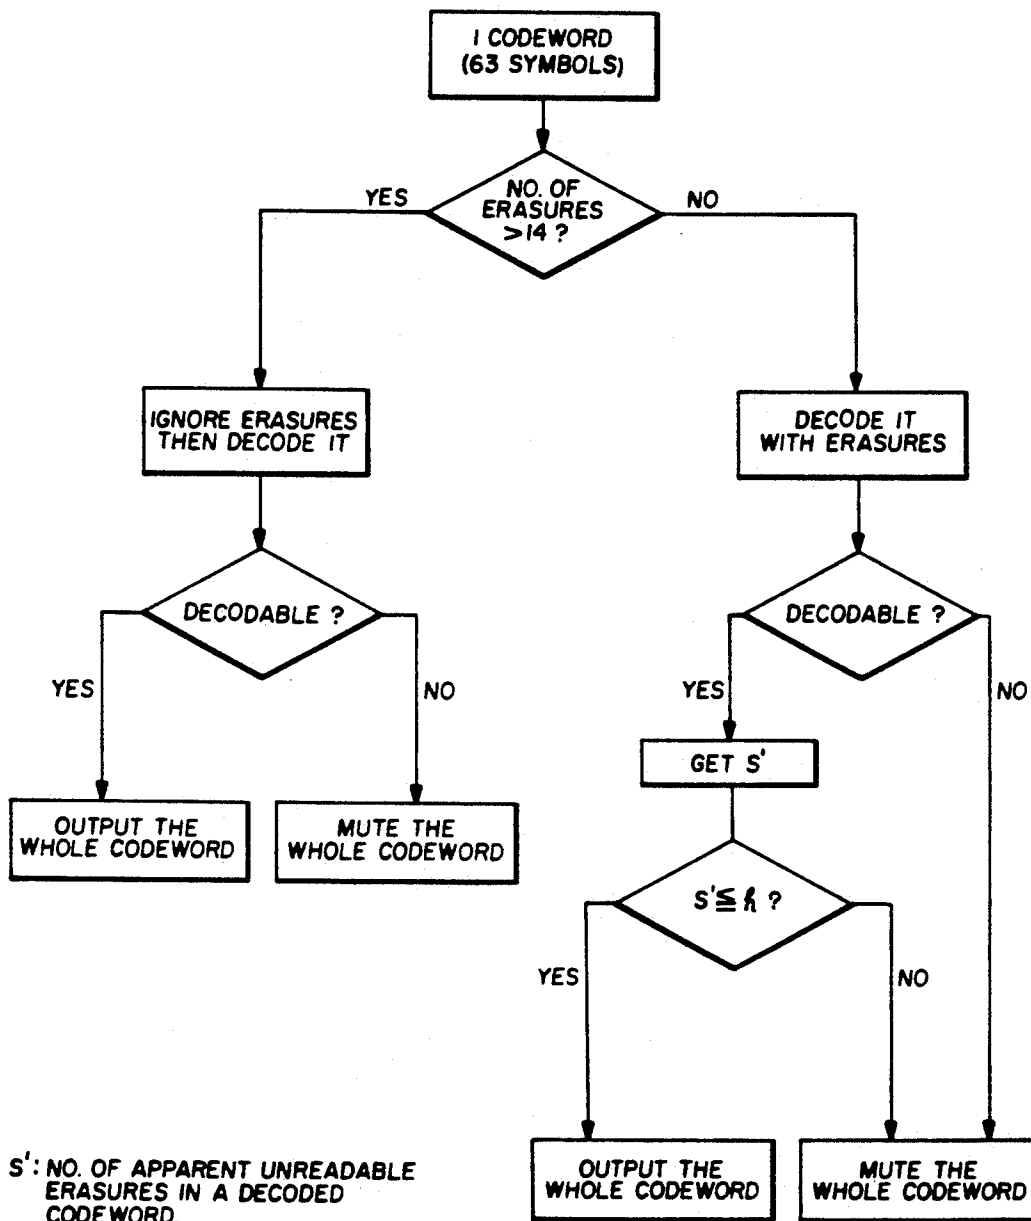 1 CODEWORD
(63 SYMBOLS)
NO. OF
ERASURES
>14 ?
YES
NO
IGNORE ERASURES
THEN DECODE IT
DECODE IT
WITH ERASURES
DECODABLE ?
DECODABLE ?
YES
NO
YES
NO
GET S'
OUTPUT THE
WHOLE CODEWORD
MUTE THE
WHOLE CODEWORD
S' ≦ h ?
YES
NO
S': NO. OF APPARENT UNREADABLE
ERASURES IN A DECODED
CODEWORD
OUTPUT THE
WHOLE CODEWORD
MUTE THE
WHOLE CODEWORD